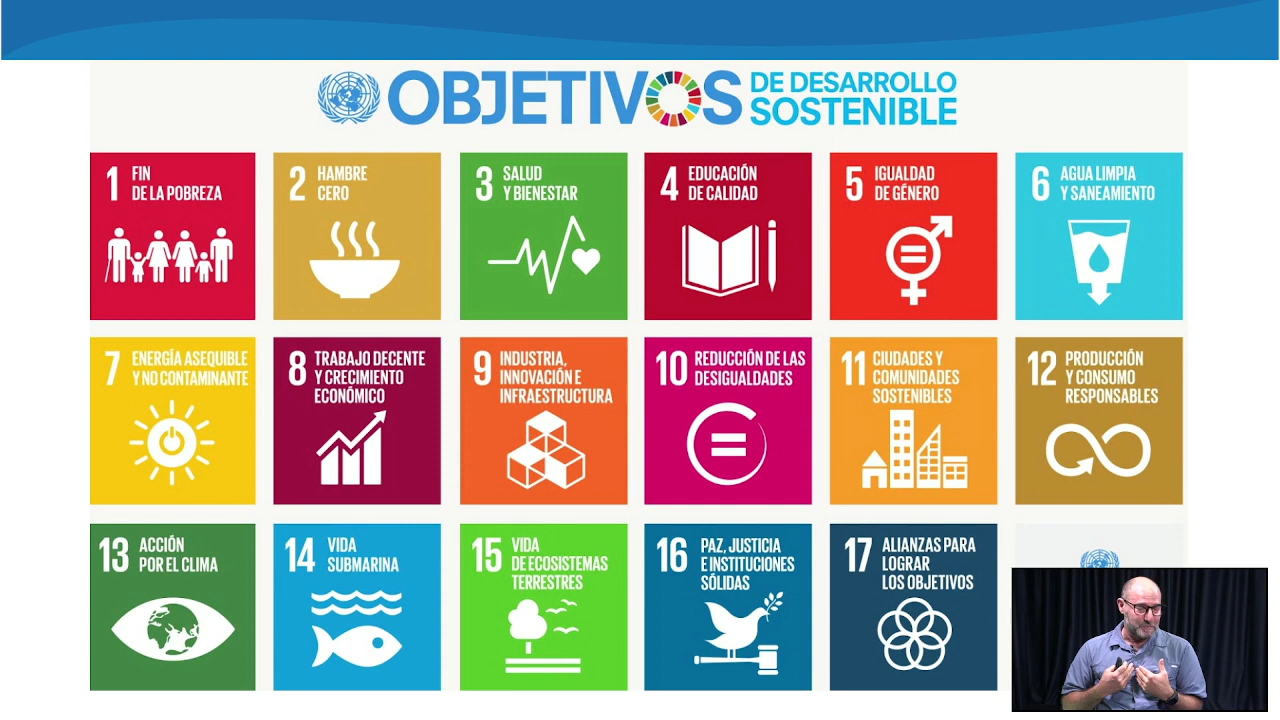 OBJETIVOS DE DESARROLLO
SOSTENIBLE
1 FIN
DE LA POBREZA
2 HAMBRE
CERO
3 SALUD
Y BIENESTAR
4 EDUCACIÓN
DE CALIDAD
5 IGUALDAD
DE GÉNERO
6 AGUA LIMPIA
Y SANEAMIENTO
7 ENERGÍA ASEQUIBLE
Y NO CONTAMINANTE
8 TRABAJO DECENTE
Y CRECIMIENTO
ECONÓMICO
9 INDUSTRIA,
INNOVACIÓN E
INFRAESTRUCTURA
10 REDUCCIÓN DE LAS
DESIGUALDADES
11 CIUDADES Y
COMUNIDADES
SOSTENIBLES
12 PRODUCCIÓN
Y CONSUMO
RESPONSABLES
13 ACCIÓN
POR EL CLIMA
14 VIDA
SUBMARINA
15 VIDA
DE ECOSISTEMAS
TERRESTRES
16 PAZ, JUSTICIA
E INSTITUCIONES
SÓLIDAS
17 ALIANZAS PARA
LOGRAR
LOS OBJETIVOS